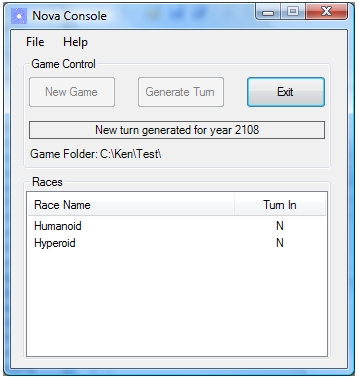 Nova Console
File Help
Game Control
New Game Generate Turn Exit
New turn generated for year 2108
Game Folder: C:\Ken\Test\
Races
Race Name Turn In
Humanoid N
Hyperoid N